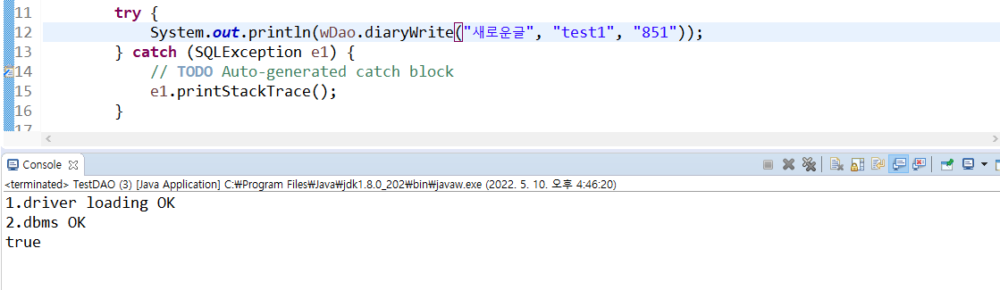 11 try {
12 System.out.println(wDao.diaryWrite("새로운글", "test1", "851"));
13 } catch (SQLException e1) {
14 // TODO Auto-generated catch block
15 e1.printStackTrace();
16 }
17
Console
<terminated> TestDAO (3) [Java Application] C:₩Program Files₩Java₩jdk1.8.0_202₩bin₩javaw.exe (2022. 5. 10. 오후 4:46:20)
1.driver loading OK
2.dbms OK
true